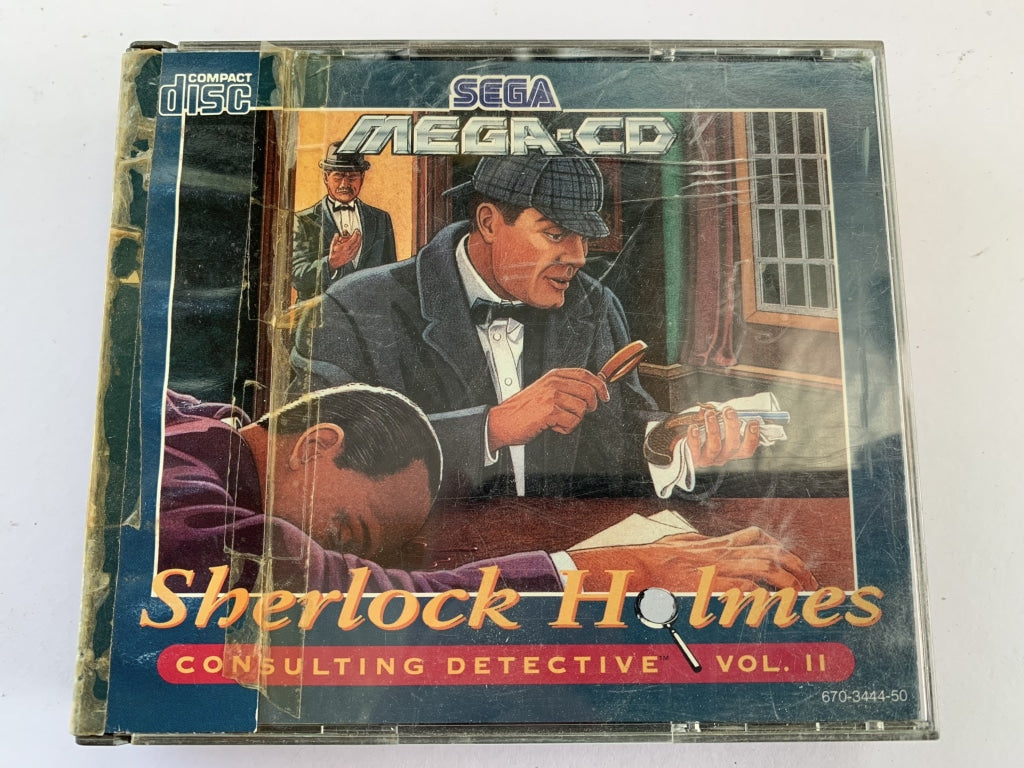 COMPACT
disc
SEGA
MEGA-CD
Sherlock Holmes
CONSULTING DETECTIVE™ VOL. II
670-3444-50